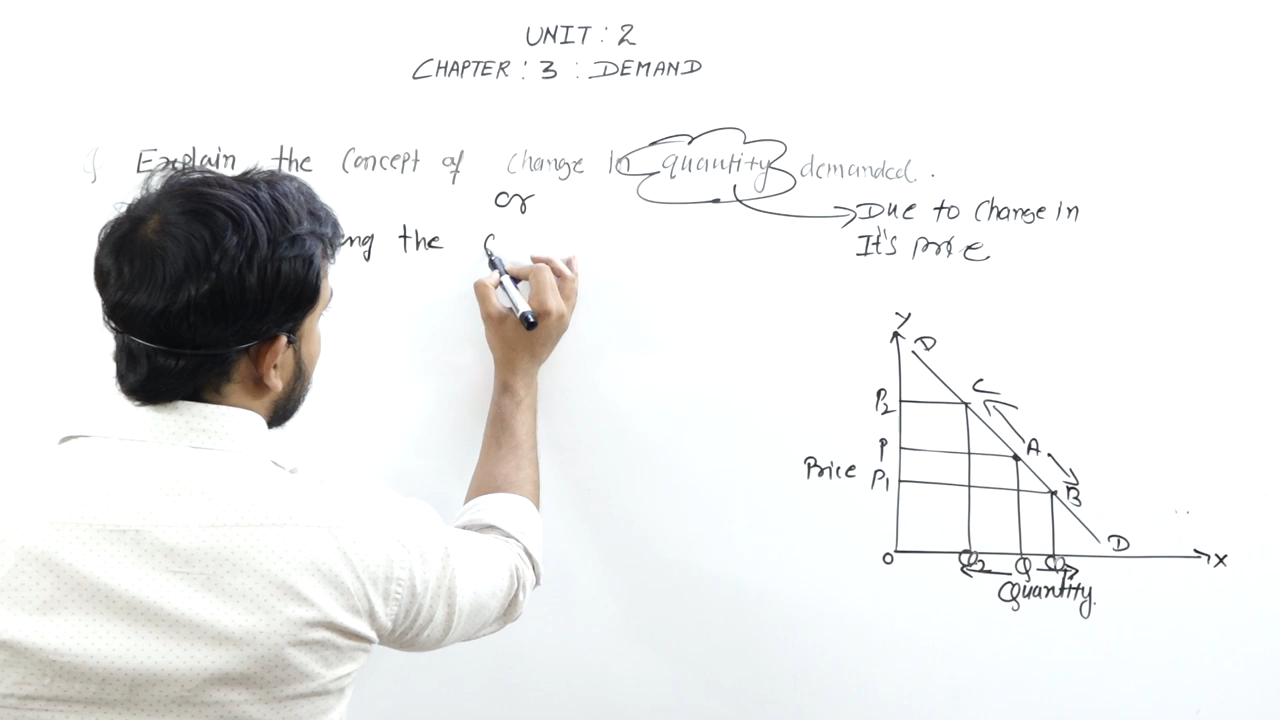 UNIT : 2
CHAPTER : 3 : DEMAND
Explain the Concept of change in quantity demanded.
or
the
Due to Change in
It's price
Y
D
C
P2
A
P
Price
P1
B
D
O
Q2 Q Q1
X
Quantity.